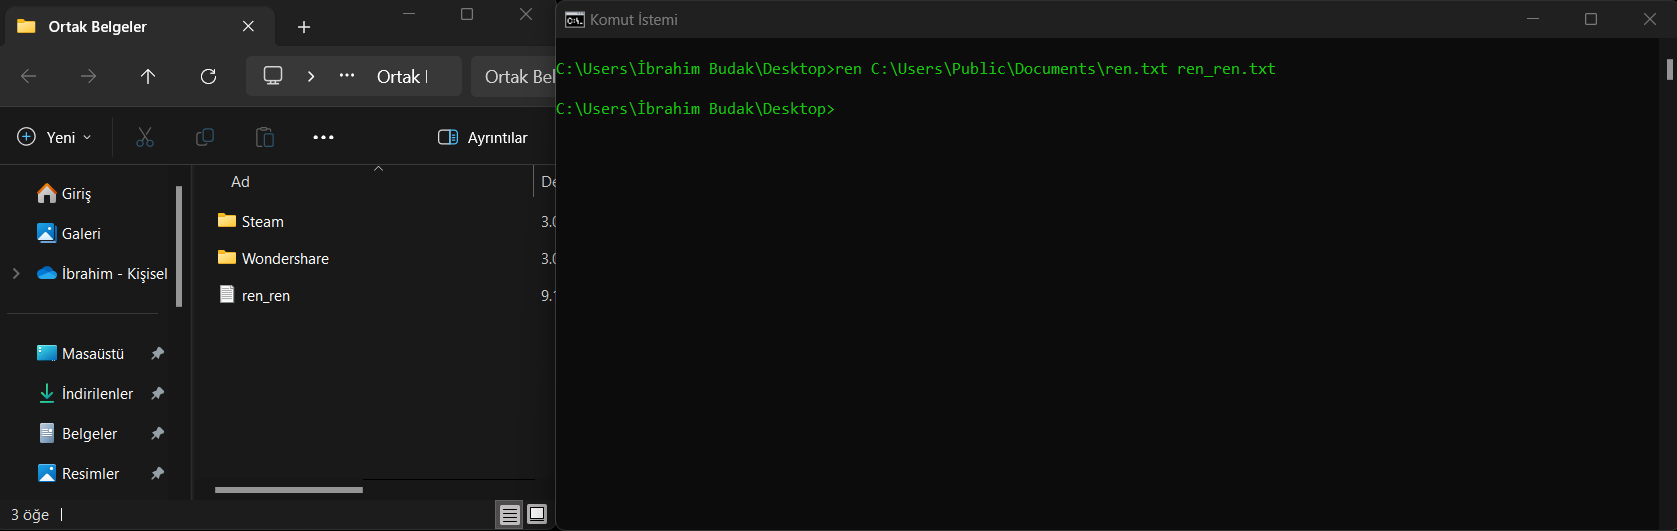 Ortak Belgeler
Ortak
Ortak Bel
Yeni
Ayrıntılar
Giriş
Galeri
İbrahim - Kişisel
Masaüstü
İndirilenler
Belgeler
Resimler
Ad
De
Steam
3.0
Wondershare
3.0
ren_ren
9.1
3 öğe
Komut İstemi
C:\Users\İbrahim Budak\Desktop>ren C:\Users\Public\Documents\ren.txt ren_ren.txt
C:\Users\İbrahim Budak\Desktop>